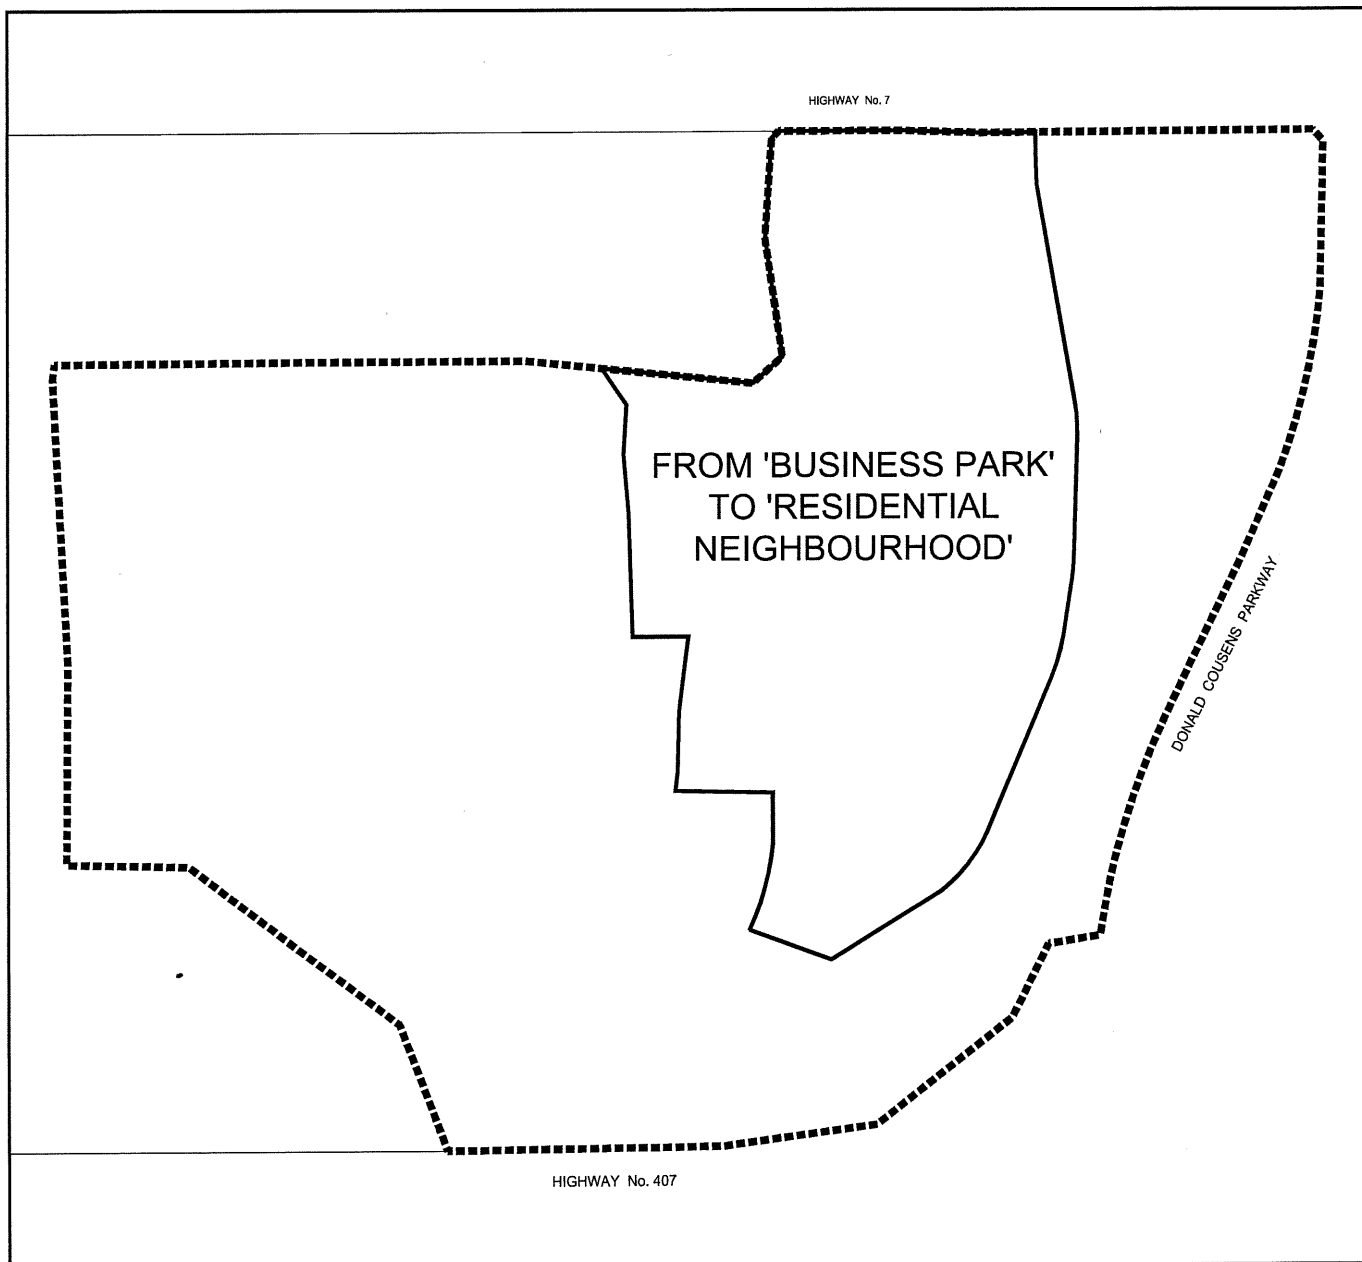 HIGHWAY No. 7
FROM 'BUSINESS PARK'
TO 'RESIDENTIAL
NEIGHBOURHOOD'
DONALD COUSENS PARKWAY
HIGHWAY No. 407